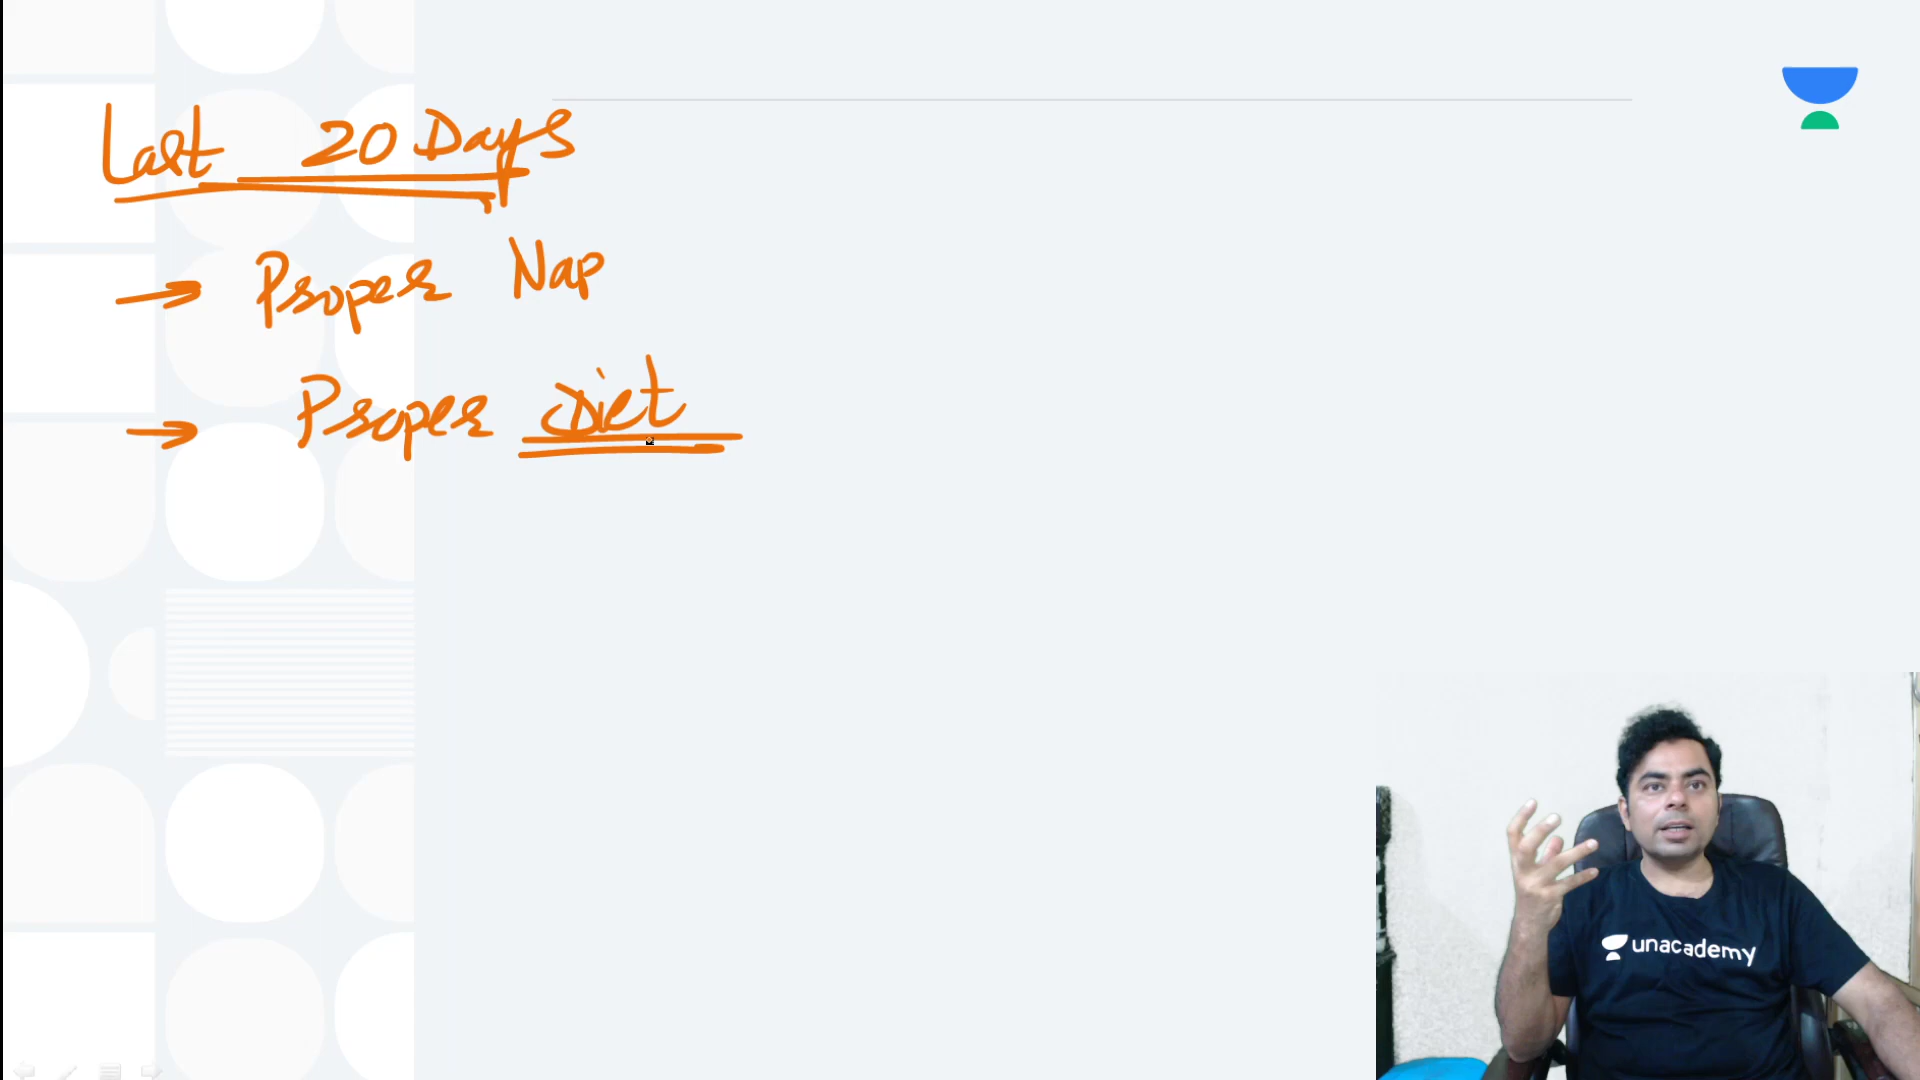 Last 20 Days
→ Proper Nap
→ Proper Diet
unacademy